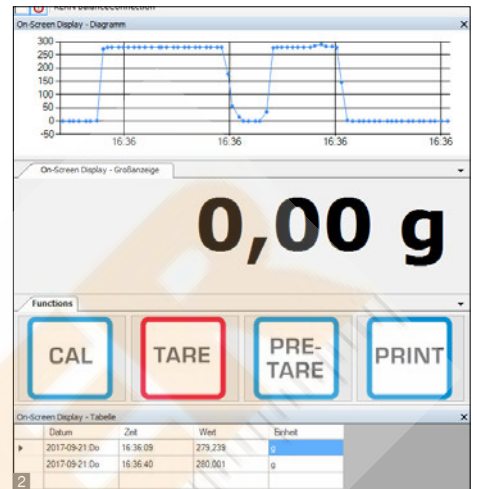 KERN BalanceConnection
On-Screen Display - Diagramm
300
250
200
150
100
50
0
-50
16:36 16:36 16:36 16:36
On-Screen Display - Großanzeige
0,00 g
Functions
CAL TARE PRE- PRINT
TARE
On-Screen Display - Tabelle
Datum Zeit Wert Einheit
2017-09-21:Do 16:36:09 279,239 g
2017-09-21:Do 16:36:40 280,001 g
2